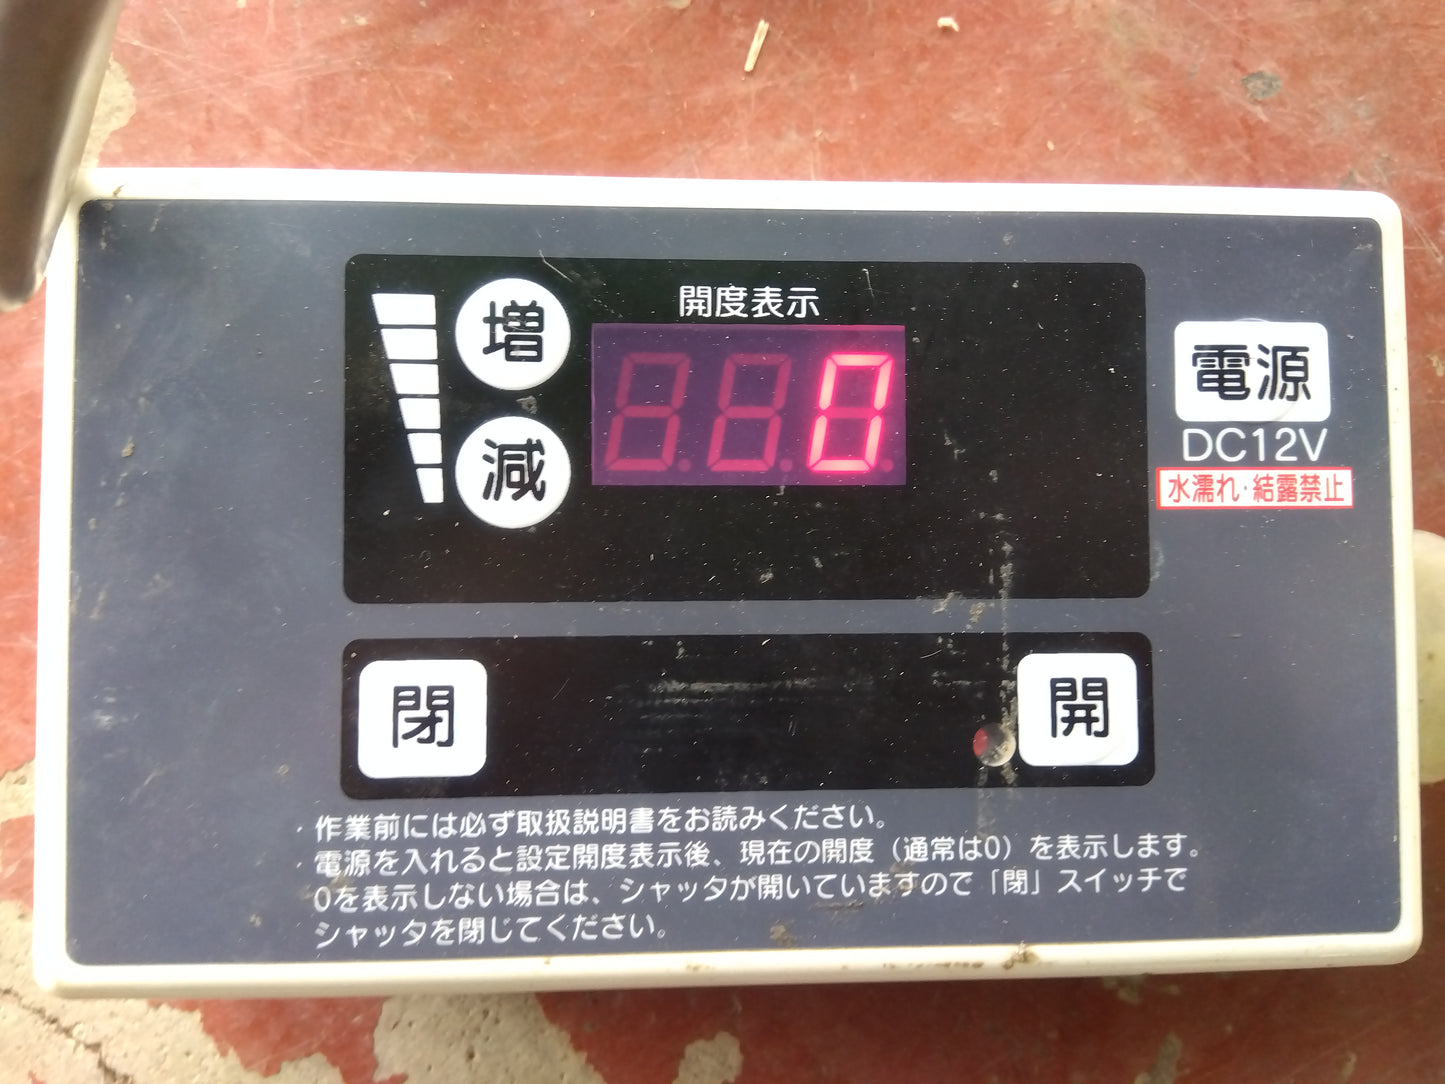 開度表示
増
減
0
電源
DC12V
水濡れ・結露禁止
閉
開
・作業前には必ず取扱説明書をお読みください。
・電源を入れると設定開度表示後、現在の開度（通常は0）を表示します。
0を表示しない場合は、シャッタが開いていますので「閉」スイッチで
シャッタを閉じてください。